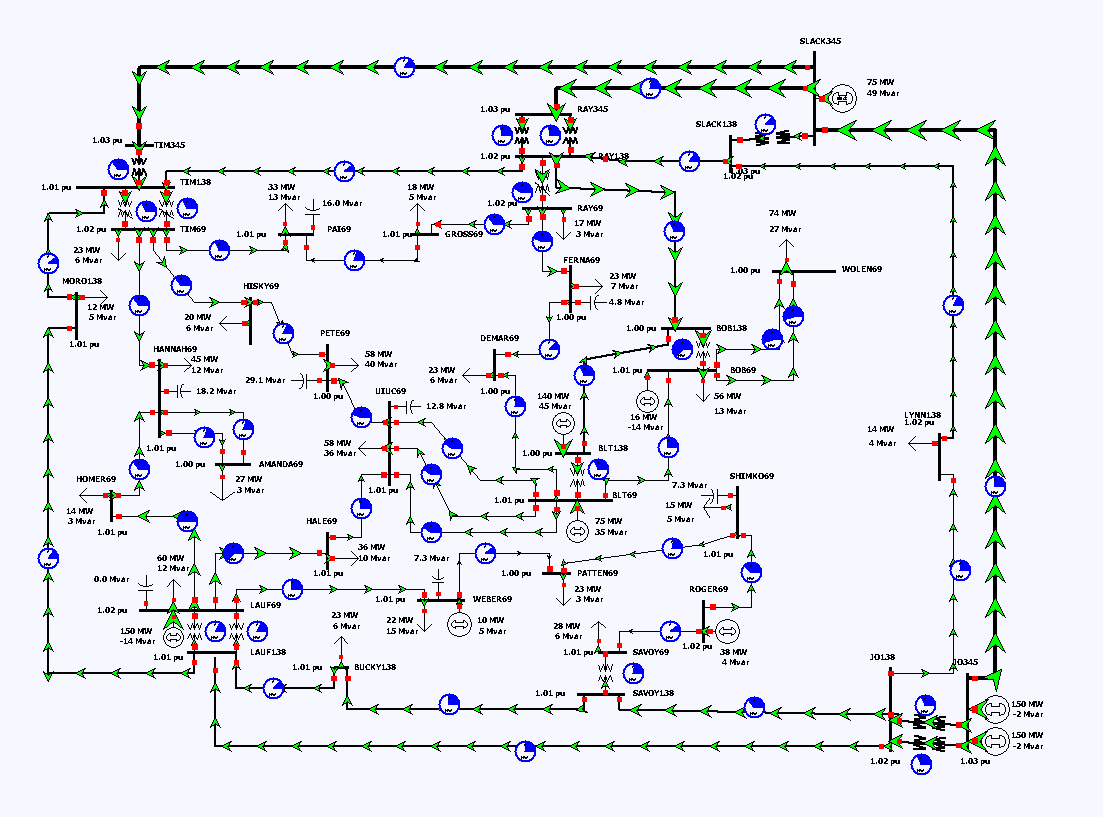 SLACK345
75 MW
49 Mvar
1.03 pu
RAY345
SLACK138
1.03 pu
TIM345
1.02 pu
RAY138
1.03 pu
1.02 pu
1.01 pu
TIM138
33 MW
13 Mvar
16.0 Mvar
18 MW
5 Mvar
1.02 pu
RAY69
17 MW
3 Mvar
74 MW
27 Mvar
1.02 pu
TIM69
23 MW
6 Mvar
1.01 pu
PAI69
1.01 pu
GROSS69
FERNA69
23 MW
7 Mvar
4.8 Mvar
1.00 pu
1.00 pu
WOLEN69
MORO138
12 MW
5 Mvar
1.01 pu
HISKY69
20 MW
6 Mvar
PETE69
58 MW
40 Mvar
29.1 Mvar
1.00 pu
DEMAR69
23 MW
6 Mvar
1.00 pu
1.00 pu
BOB138
1.01 pu
BOB69
56 MW
13 Mvar
16 MW
-14 Mvar
HANNAH69
45 MW
12 Mvar
18.2 Mvar
1.01 pu
UIUC69
12.8 Mvar
58 MW
36 Mvar
1.01 pu
140 MW
45 Mvar
1.00 pu
BLT138
1.01 pu
BLT69
75 MW
35 Mvar
LYNN138
1.02 pu
14 MW
4 Mvar
1.00 pu
AMANDA69
27 MW
3 Mvar
HOMER69
14 MW
3 Mvar
1.01 pu
SHIMKO69
7.3 Mvar
15 MW
5 Mvar
1.01 pu
HALE69
36 MW
10 Mvar
1.01 pu
60 MW
12 Mvar
0.0 Mvar
1.02 pu
LAUF69
150 MW
-14 Mvar
1.01 pu
LAUF138
7.3 Mvar
1.01 pu
WEBER69
22 MW
15 Mvar
10 MW
5 Mvar
1.00 pu
PATTEN69
23 MW
3 Mvar
ROGER69
1.02 pu
38 MW
4 Mvar
23 MW
6 Mvar
1.01 pu
BUCKY138
28 MW
6 Mvar
1.01 pu
SAVOY69
1.01 pu
SAVOY138
JO138
JO345
150 MW
-2 Mvar
150 MW
-2 Mvar
1.02 pu
1.03 pu